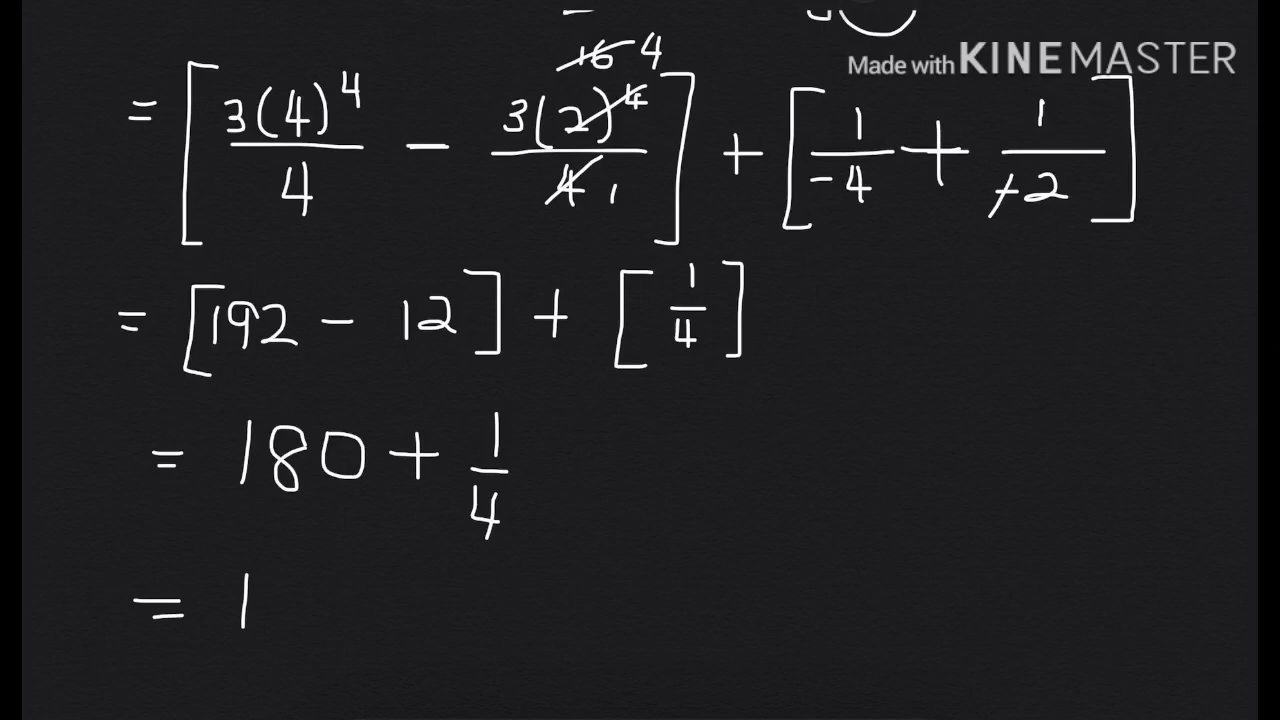 16 4
Made with KINEMASTER
= [ 3(4)^4 / 4 − 3(2)^4 / 4 1 ] + [ 1 / −4 + 1 / −2 ]
= [192 − 12] + [ 1/4 ]
= 180 + 1/4
= 1